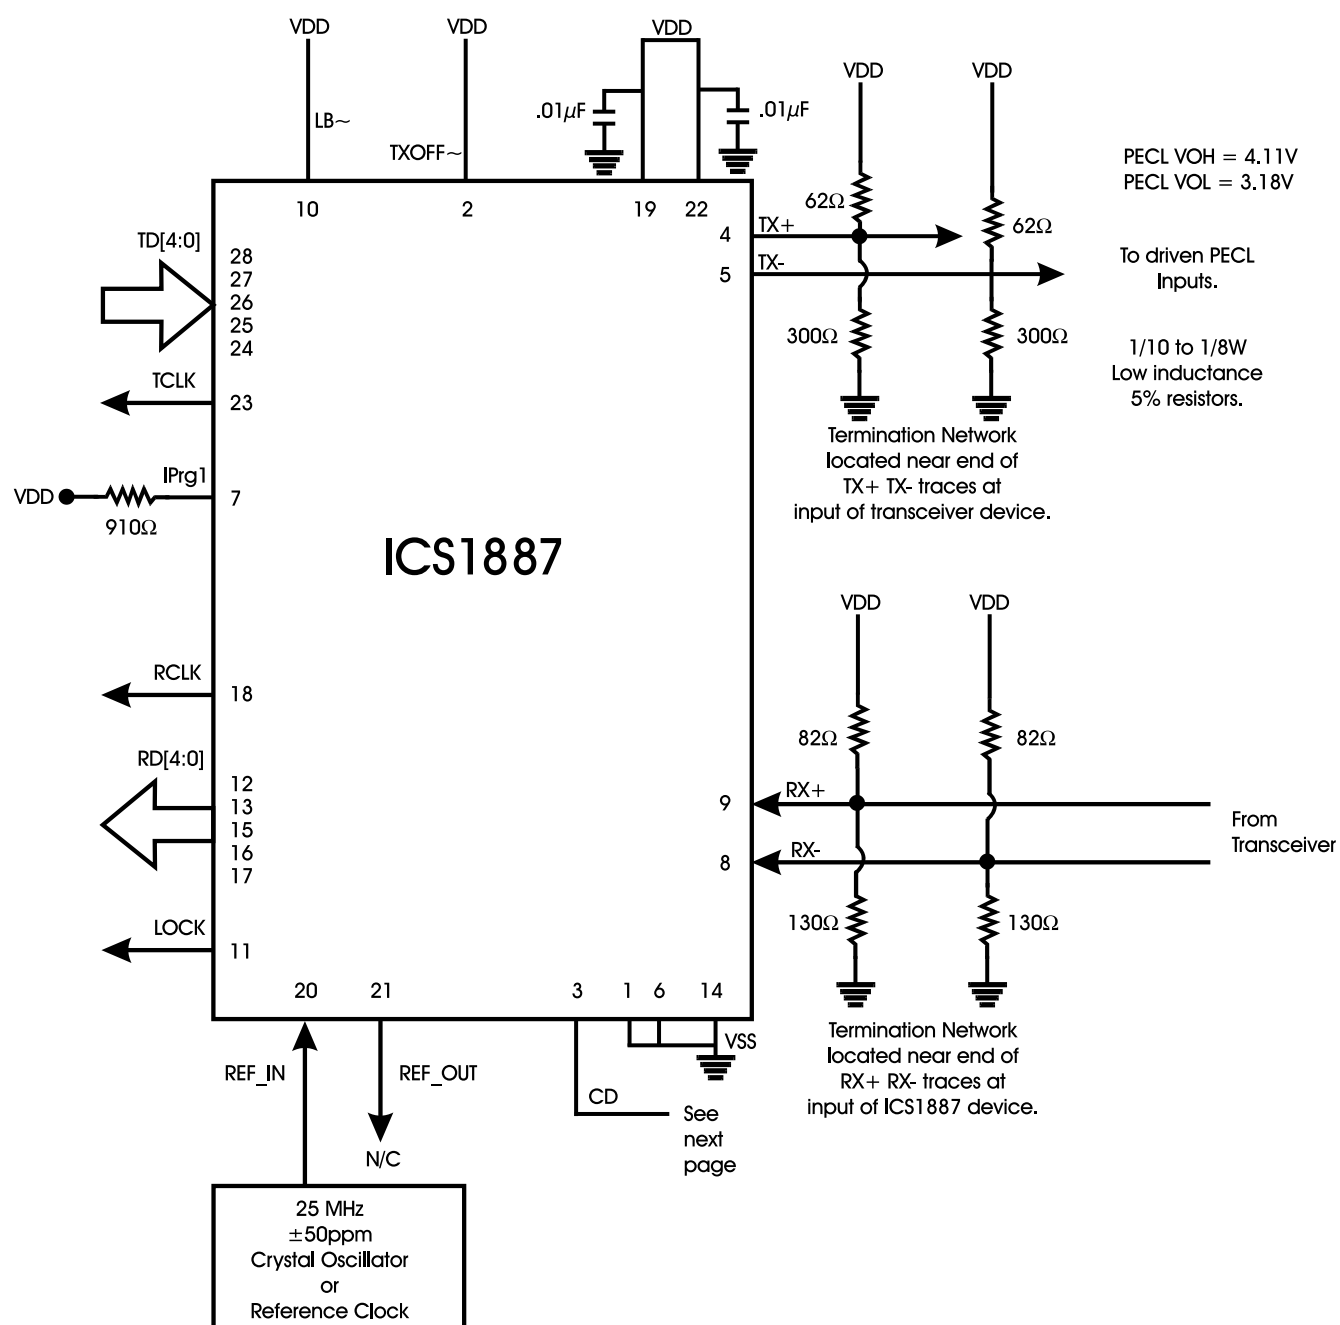 VDD
VDD
VDD
.01µF
.01µF
VDD
VDD
LB~
TXOFF~
PECL VOH = 4.11V
PECL VOL = 3.18V
10
2
19
22
62Ω
62Ω
4
TX+
5
TX-
To driven PECL
Inputs.
TD[4:0]
28
27
26
25
24
300Ω
300Ω
1/10 to 1/8W
Low inductance
5% resistors.
TCLK
23
Termination Network
located near end of
TX+ TX- traces at
input of transceiver device.
VDD
IPrg1
7
910Ω
ICS1887
VDD
VDD
RCLK
18
82Ω
82Ω
RD[4:0]
12
13
15
16
17
9
RX+
8
RX-
From
Transceiver
130Ω
130Ω
LOCK
11
20
21
3
1
6
14
VSS
Termination Network
located near end of
RX+ RX- traces at
input of ICS1887 device.
REF_IN
REF_OUT
CD
See
next
page
N/C
25 MHz
±50ppm
Crystal Oscillator
or
Reference Clock